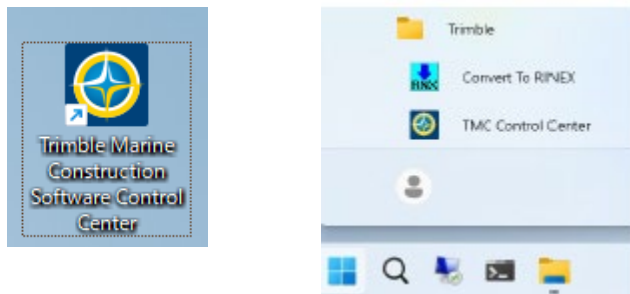 Trimble Marine
Construction
Software Control
Center
Trimble
RNX
Convert To RINEX
TMC Control Center